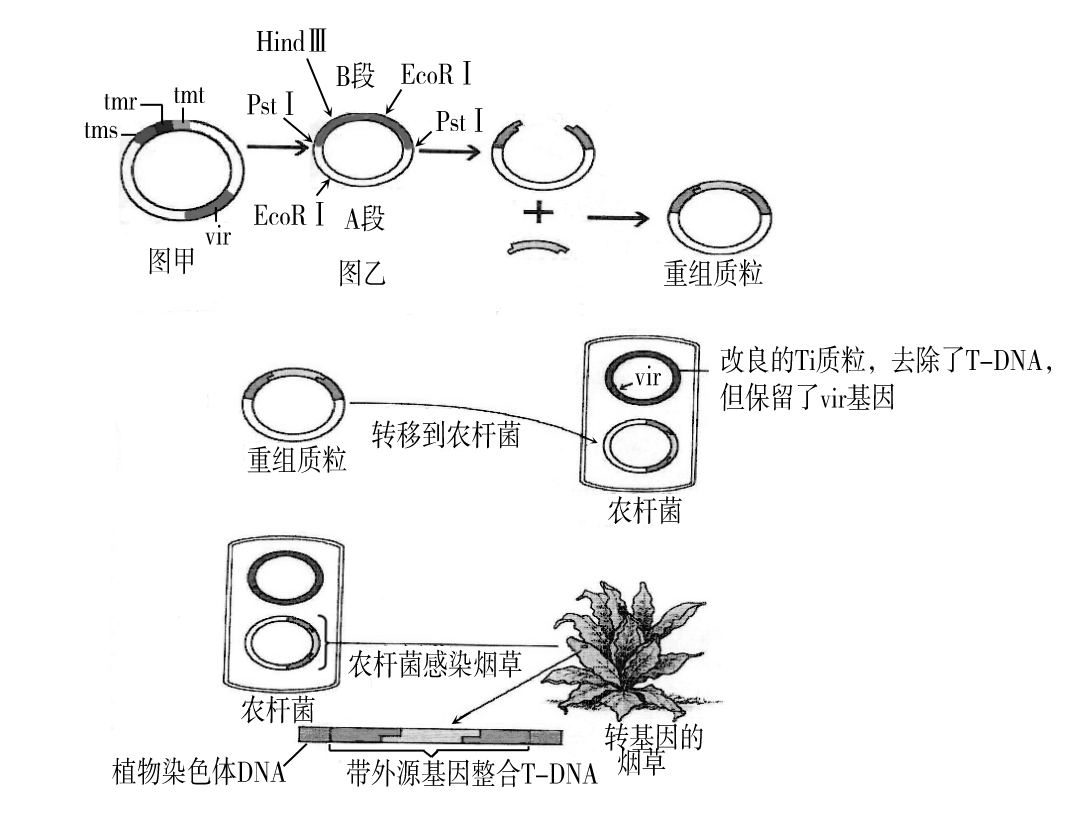 HindⅢ
B段
EcoRⅠ
tmr
tmt
PstⅠ
PstⅠ
tms
EcoRⅠ
A段
vir
图甲
图乙
重组质粒
vir
改良的Ti质粒，去除了T-DNA，
但保留了vir基因
转移到农杆菌
重组质粒
农杆菌
农杆菌感染烟草
农杆菌
转基因的
烟草
植物染色体DNA
带外源基因整合T-DNA